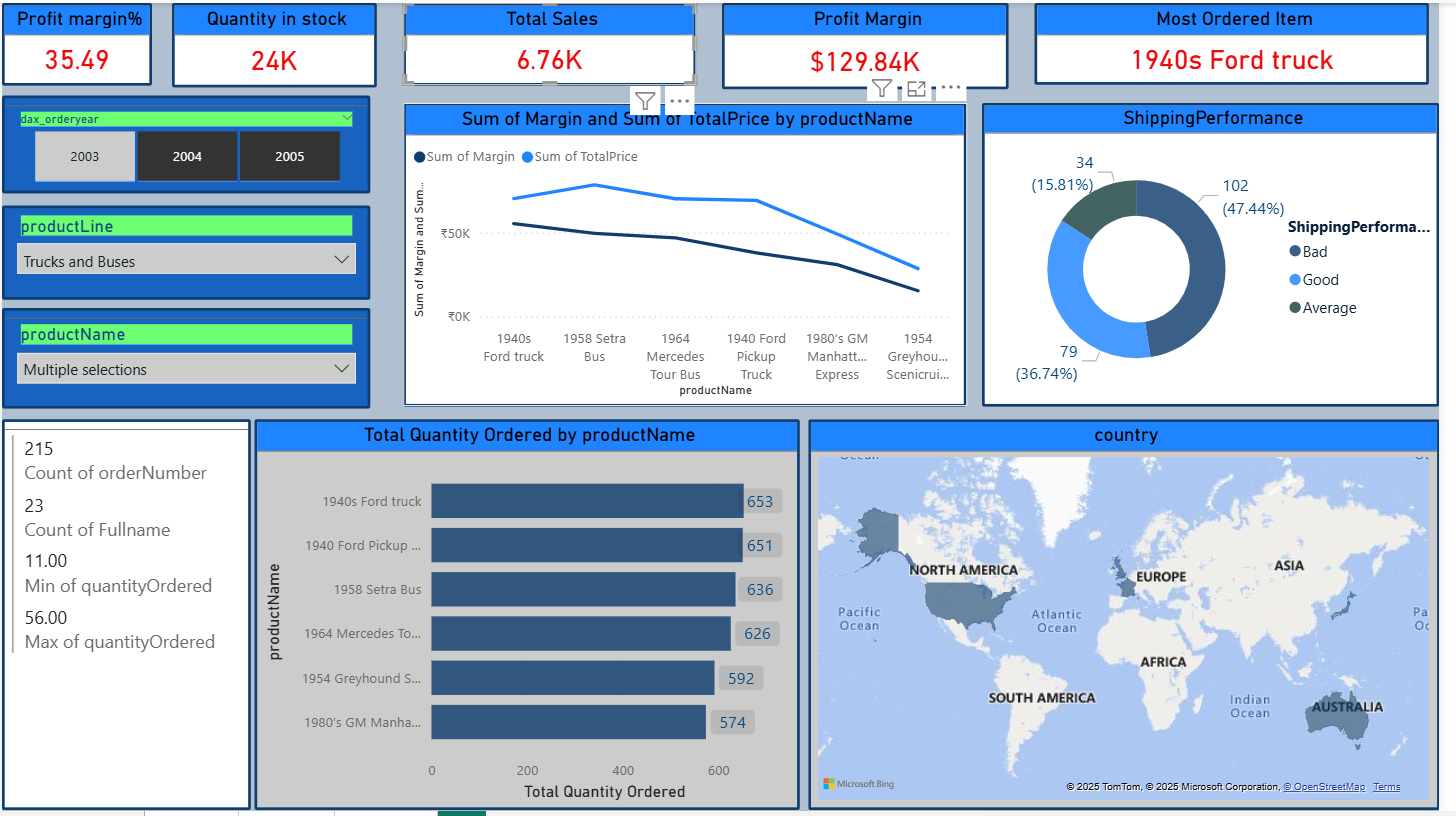 Profit margin%
35.49
Quantity in stock
24K
Total Sales
6.76K
Profit Margin
$129.84K
Most Ordered Item
1940s Ford truck
dax_orderyear
2003
2004
2005
productLine
Trucks and Buses
productName
Multiple selections
Sum of Margin and Sum of TotalPrice by productName
Sum of Margin
Sum of TotalPrice
Sum of Margin and Sum...
₹50K
₹0K
1940s
Ford truck
1958 Setra
Bus
1964
Mercedes
Tour Bus
1940 Ford
Pickup
Truck
1980's GM
Manhatt...
Express
1954
Greyhou...
Scenicrui...
productName
ShippingPerformance
34
(15.81%)
102
(47.44%)
79
(36.74%)
ShippingPerforma...
Bad
Good
Average
215
Count of orderNumber
23
Count of Fullname
11.00
Min of quantityOrdered
56.00
Max of quantityOrdered
Total Quantity Ordered by productName
productName
1940s Ford truck
653
1940 Ford Pickup ...
651
1958 Setra Bus
636
1964 Mercedes To...
626
1954 Greyhound S...
592
1980's GM Manha...
574
0
200
400
600
Total Quantity Ordered
country
NORTH AMERICA
EUROPE
ASIA
Pacific
Ocean
Atlantic
Ocean
AFRICA
SOUTH AMERICA
Indian
Ocean
AUSTRALIA
Microsoft Bing
© 2025 TomTom, © 2025 Microsoft Corporation, © OpenStreetMap Terms